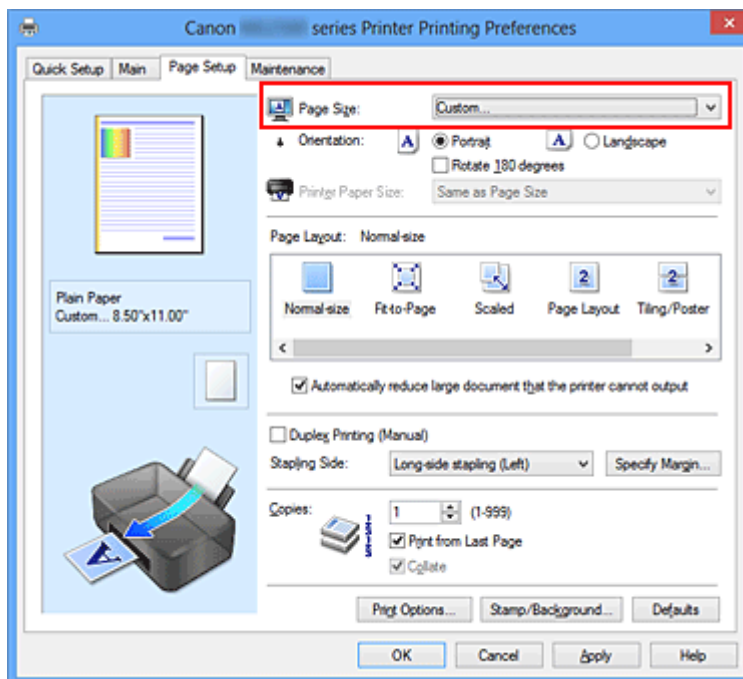 Canon series Printer Printing Preferences
Quick Setup Main Page Setup Maintenance
Page Size: Custom...
Orientation: A Portrait A Landscape
Rotate 180 degrees
Printer Paper Size: Same as Page Size
Page Layout: Normal-size
Normal-size Fit-to-Page Scaled Page Layout Tiling/Poster
Automatically reduce large document that the printer cannot output
Plain Paper
Custom... 8.50"x11.00"
Duplex Printing (Manual)
Stapling Side: Long-side stapling (Left) Specify Margin...
Copies: 1 (1-999)
Print from Last Page
Collate
Print Options... Stamp/Background... Defaults
OK Cancel Apply Help